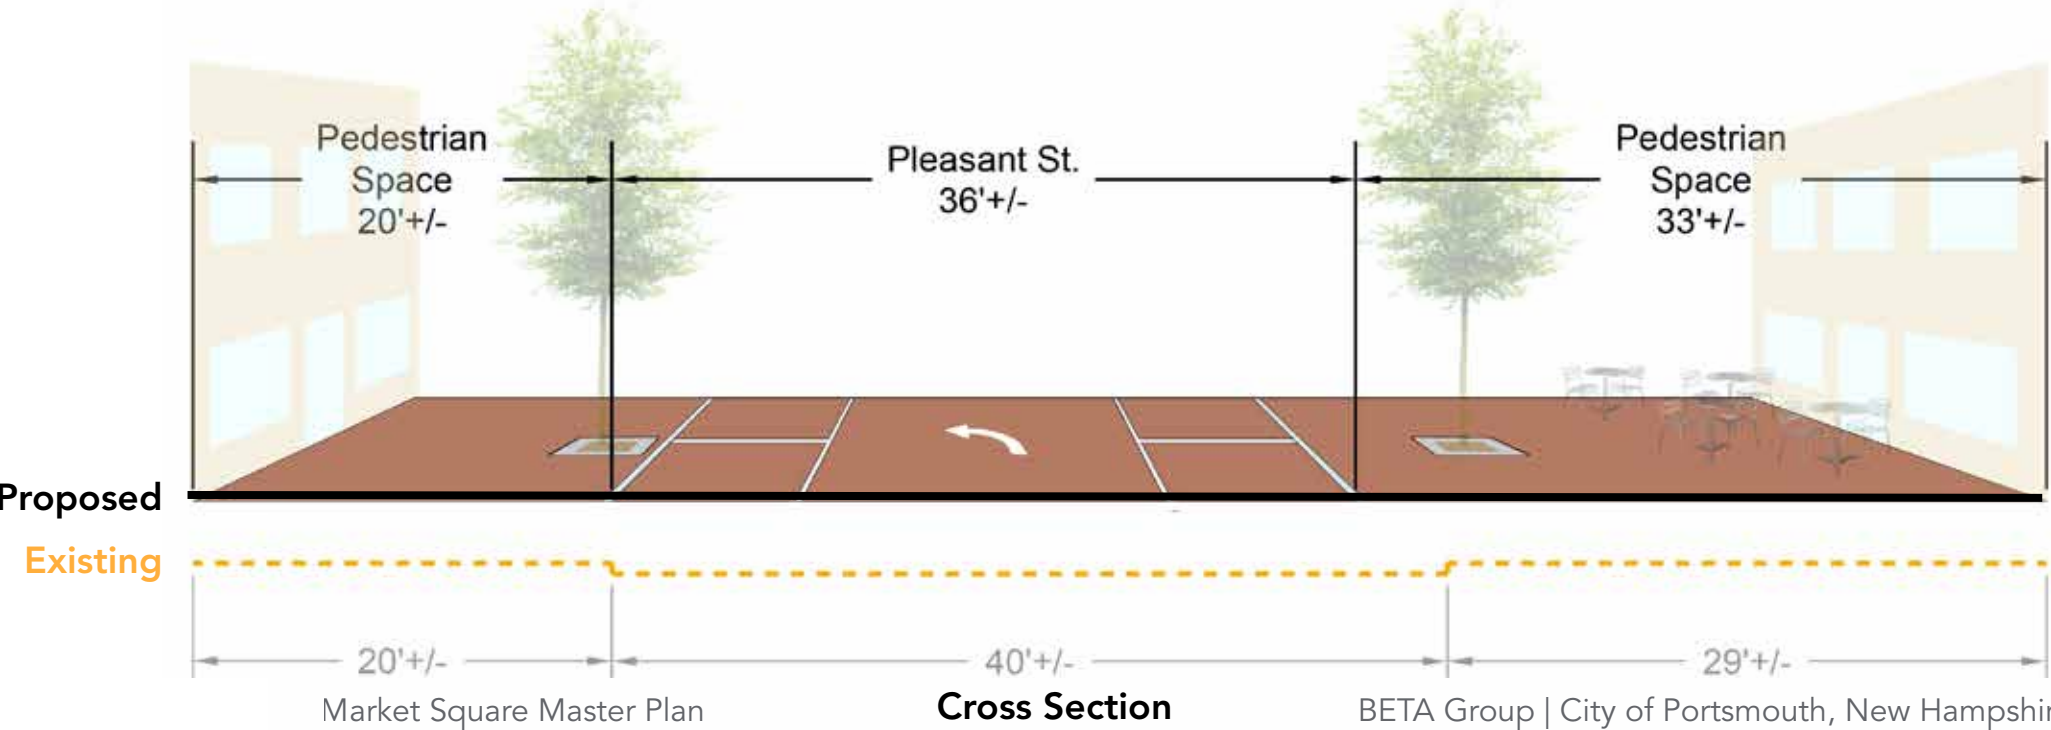 Pedestrian
Space
20'+/-
Pleasant St.
36'+/-
Pedestrian
Space
33'+/-
Proposed
Existing
20'+/-
40'+/-
29'+/-
Market Square Master Plan
Cross Section
BETA Group | City of Portsmouth, New Hampshir